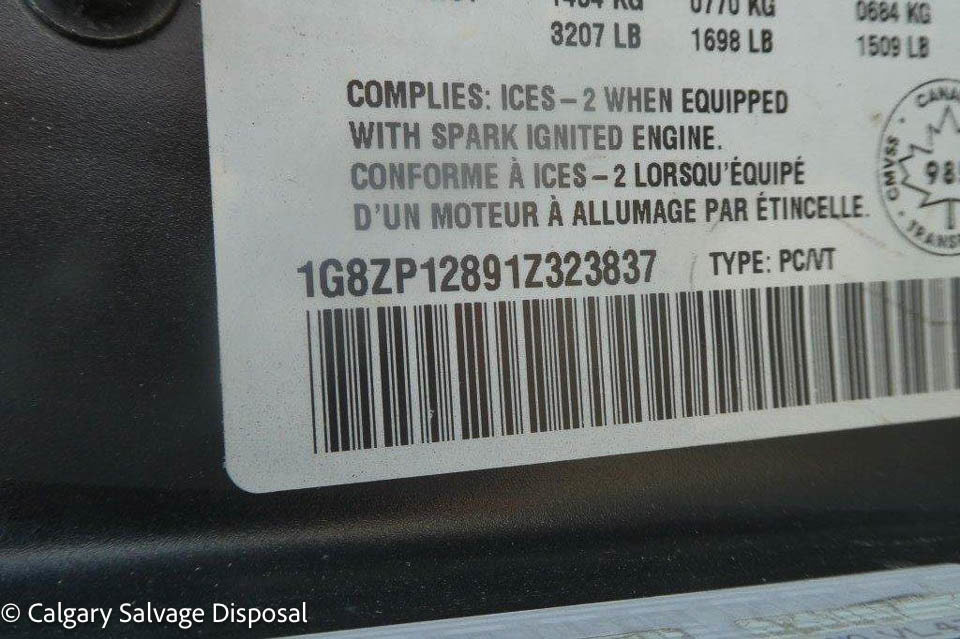 3207 LB 1698 LB 1509 LB
COMPLIES: ICES-2 WHEN EQUIPPED
WITH SPARK IGNITED ENGINE.
CONFORME À ICES-2 LORSQU'ÉQUIPÉ
D'UN MOTEUR À ALLUMAGE PAR ÉTINCELLE.
1G8ZP12891Z323837 TYPE: PC/VT
CMVSS
© Calgary Salvage Disposal